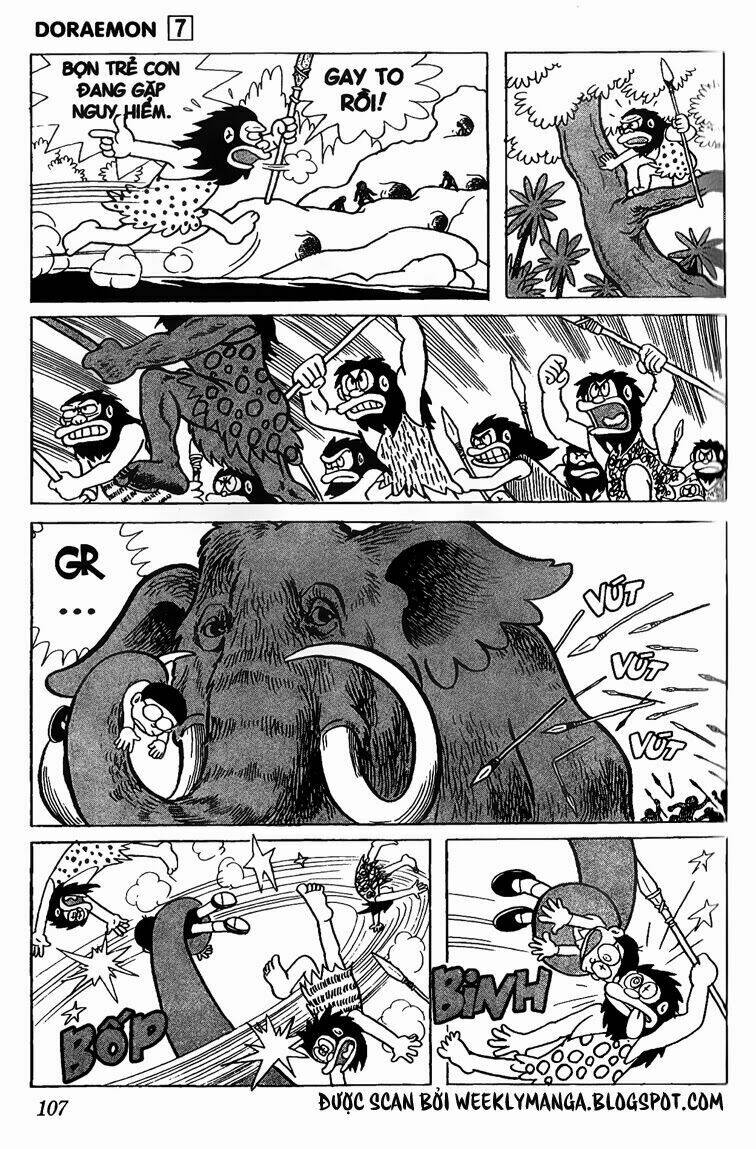 DORAEMON 7
BỌN TRẺ CON
ĐANG GẶP
NGUY HIỂM.
GAY TO
RỒI!
GR
...
VÚT
VÚT
VÚT
BỐP
BINH
107
ĐƯỢC SCAN BỞI WEEKLYMANGA.BLOGSPOT.COM